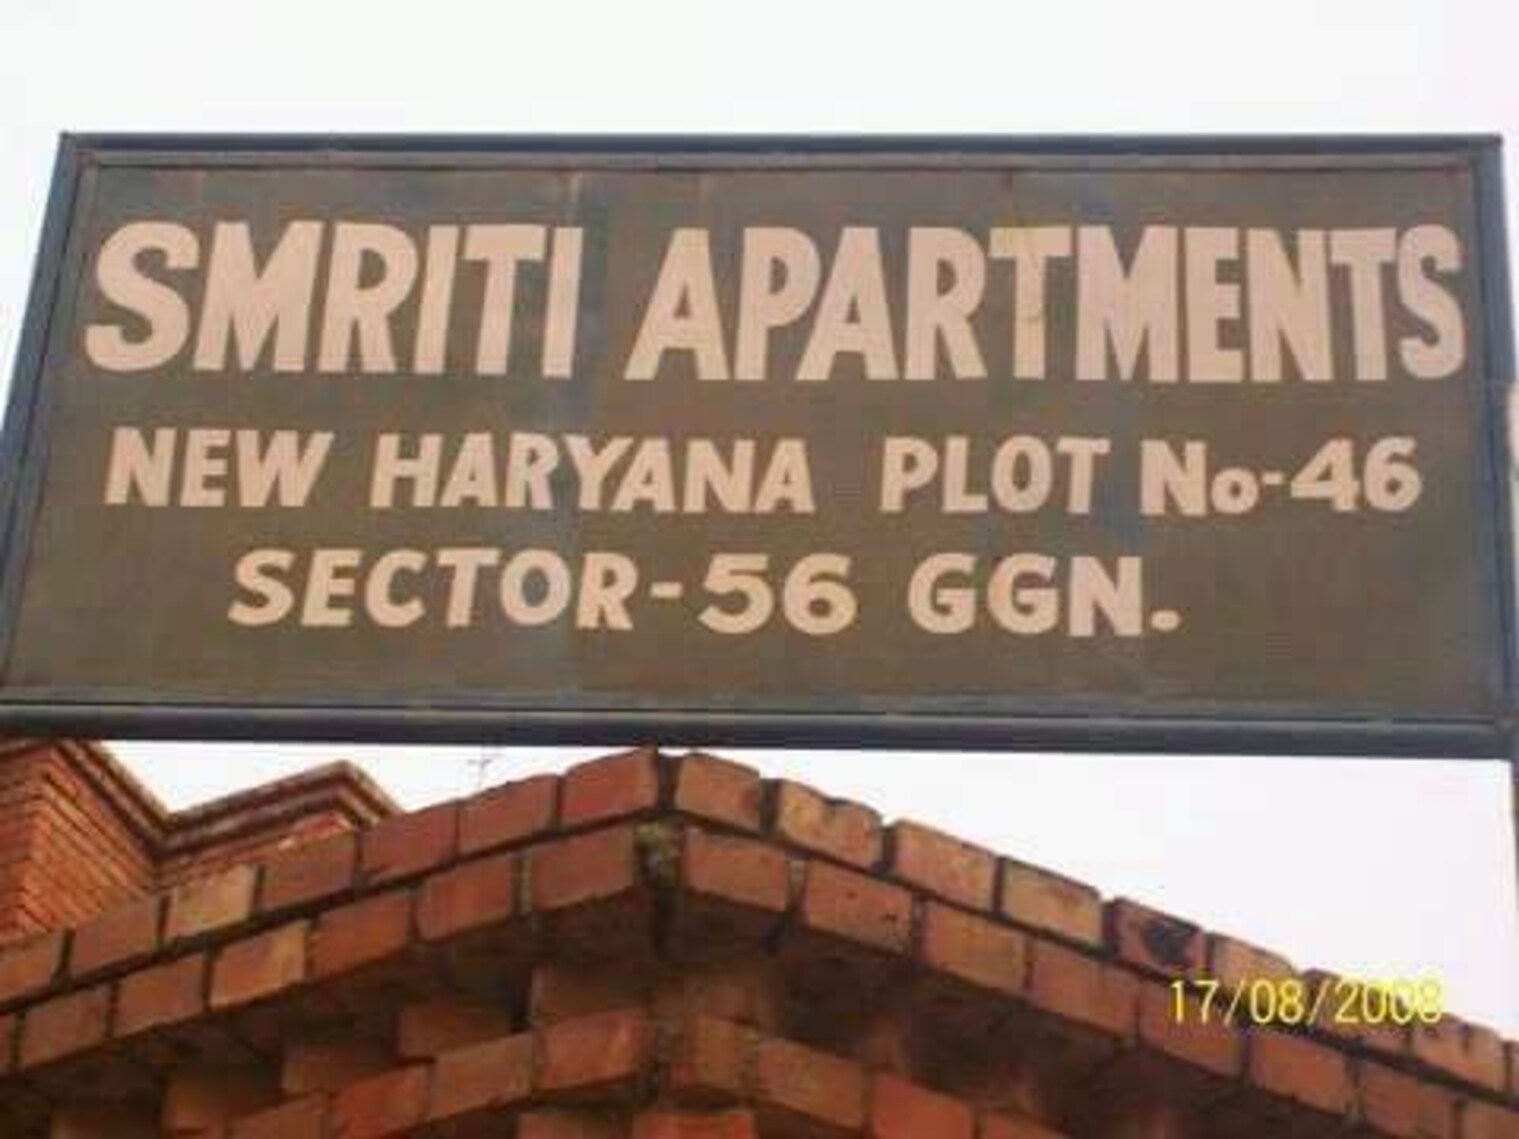 SMRITI APARTMENTS
NEW HARYANA PLOT No-46
SECTOR-56 GGN.
17/08/2008